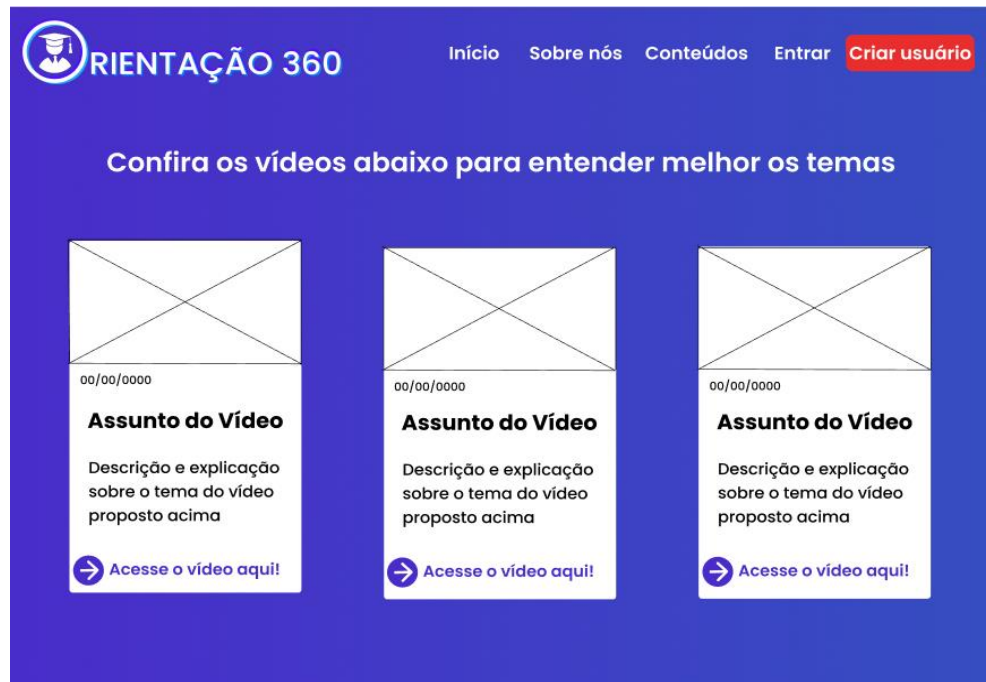 ORIENTAÇÃO 360
Início Sobre nós Conteúdos Entrar Criar usuário
Confira os vídeos abaixo para entender melhor os temas
00/00/0000
Assunto do Vídeo
Descrição e explicação
sobre o tema do vídeo
proposto acima
Acesse o vídeo aqui!
00/00/0000
Assunto do Vídeo
Descrição e explicação
sobre o tema do vídeo
proposto acima
Acesse o vídeo aqui!
00/00/0000
Assunto do Vídeo
Descrição e explicação
sobre o tema do vídeo
proposto acima
Acesse o vídeo aqui!